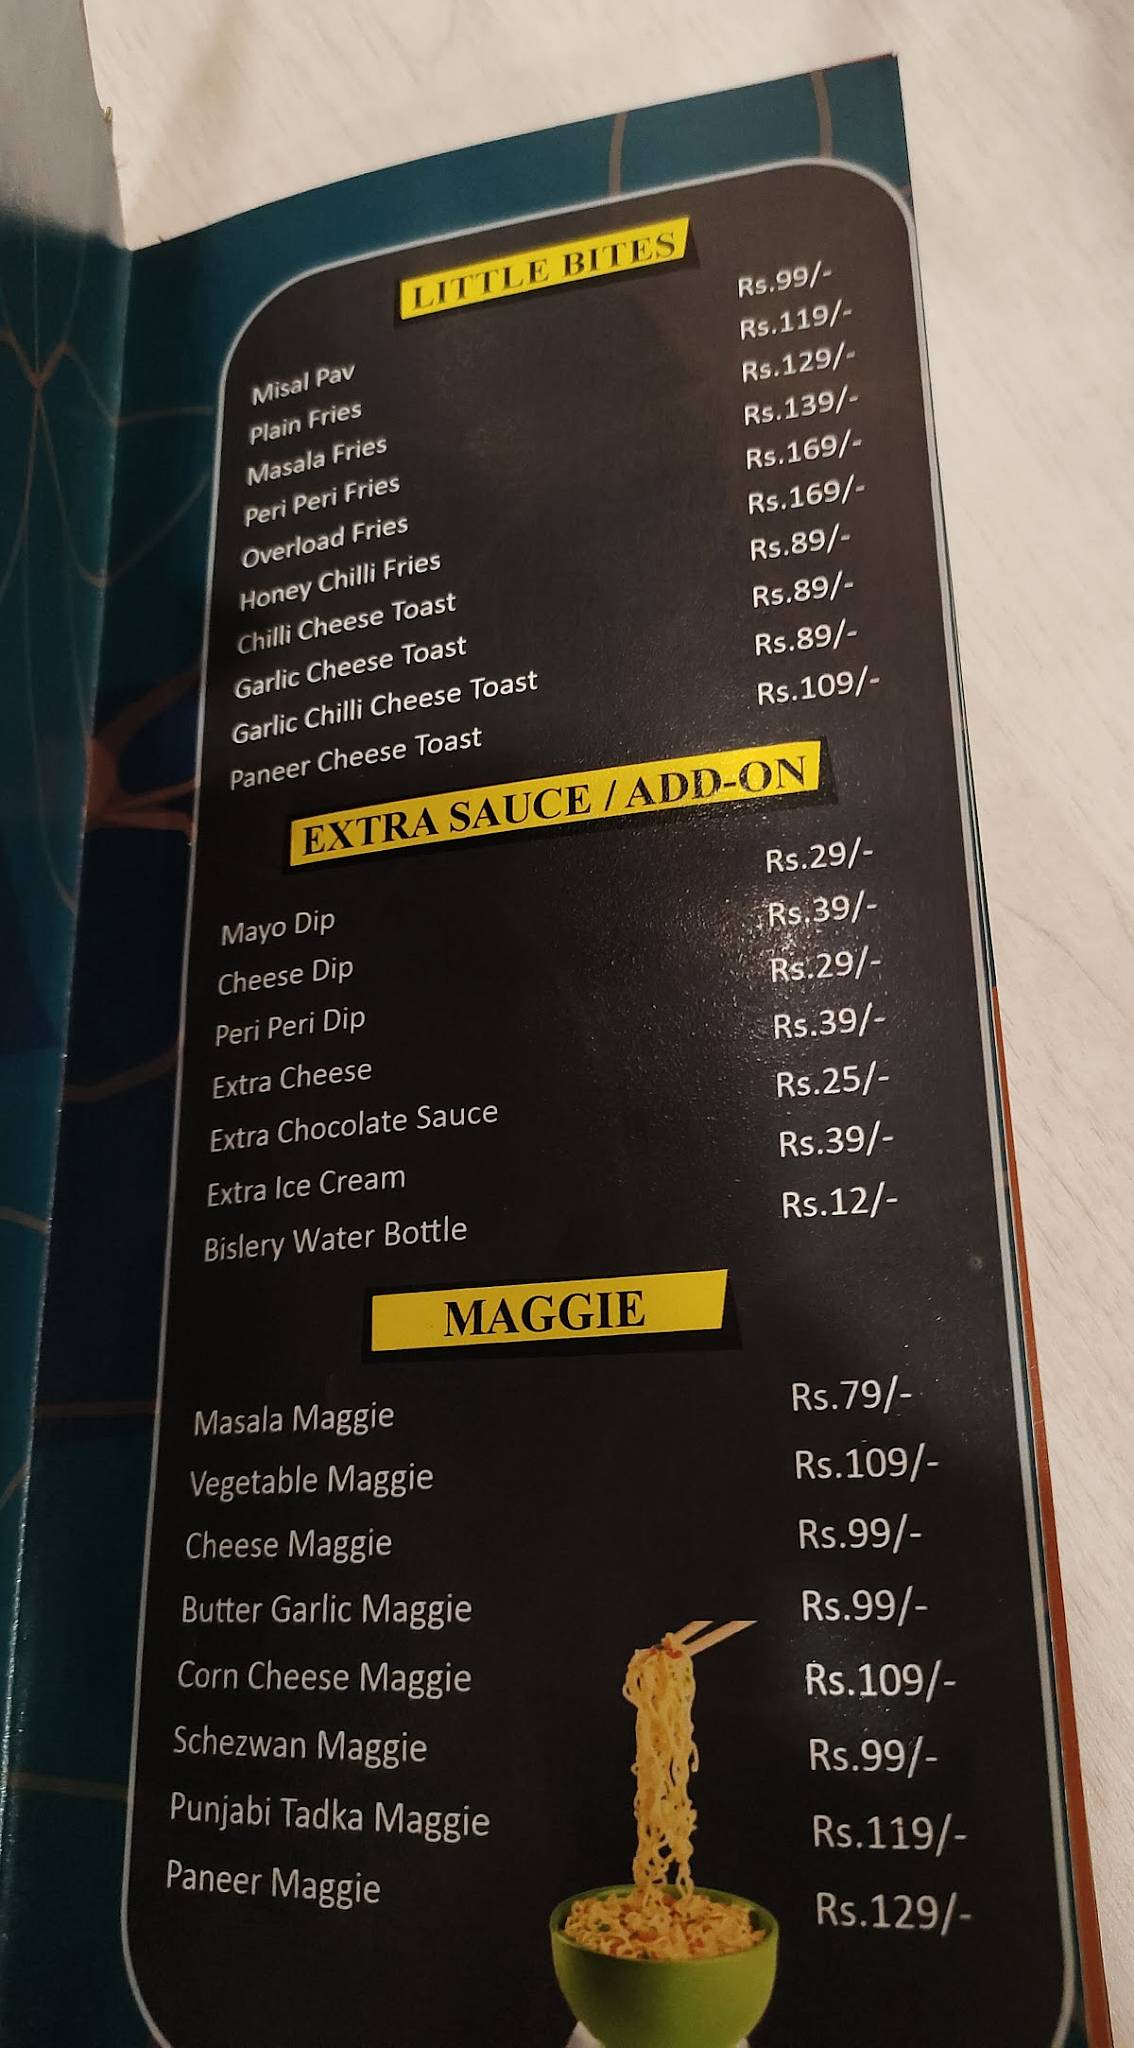 LITTLE BITES
Misal Pav Rs.99/-
Plain Fries Rs.119/-
Masala Fries Rs.129/-
Peri Peri Fries Rs.139/-
Overload Fries Rs.169/-
Honey Chilli Fries Rs.169/-
Chilli Cheese Toast Rs.89/-
Garlic Cheese Toast Rs.89/-
Garlic Chilli Cheese Toast Rs.89/-
Paneer Cheese Toast Rs.109/-
EXTRA SAUCE / ADD-ON
Mayo Dip Rs.29/-
Cheese Dip Rs.39/-
Peri Peri Dip Rs.29/-
Extra Cheese Rs.39/-
Extra Chocolate Sauce Rs.25/-
Extra Ice Cream Rs.39/-
Bislery Water Bottle Rs.12/-
MAGGIE
Masala Maggie Rs.79/-
Vegetable Maggie Rs.109/-
Cheese Maggie Rs.99/-
Butter Garlic Maggie Rs.99/-
Corn Cheese Maggie Rs.109/-
Schezwan Maggie Rs.99/-
Punjabi Tadka Maggie Rs.119/-
Paneer Maggie Rs.129/-